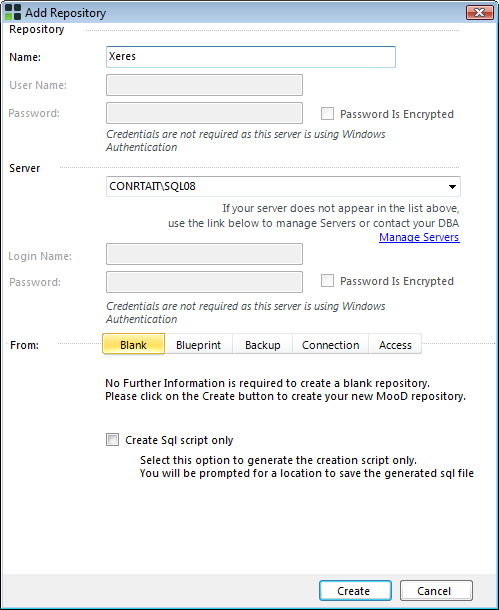 Add Repository
Repository
Name:
Xeres
User Name:
Password:
Password Is Encrypted
Credentials are not required as this server is using Windows
Authentication
Server
CONRTAIT\SQL08
If your server does not appear in the list above,
use the link below to manage Servers or contact your DBA
Manage Servers
Login Name:
Password:
Password Is Encrypted
Credentials are not required as this server is using Windows
Authentication
From:
Blank Blueprint Backup Connection Access
No Further Information is required to create a blank repository.
Please click on the Create button to create your new MooD repository.
Create Sql script only
Select this option to generate the creation script only.
You will be prompted for a location to save the generated sql file
Create Cancel